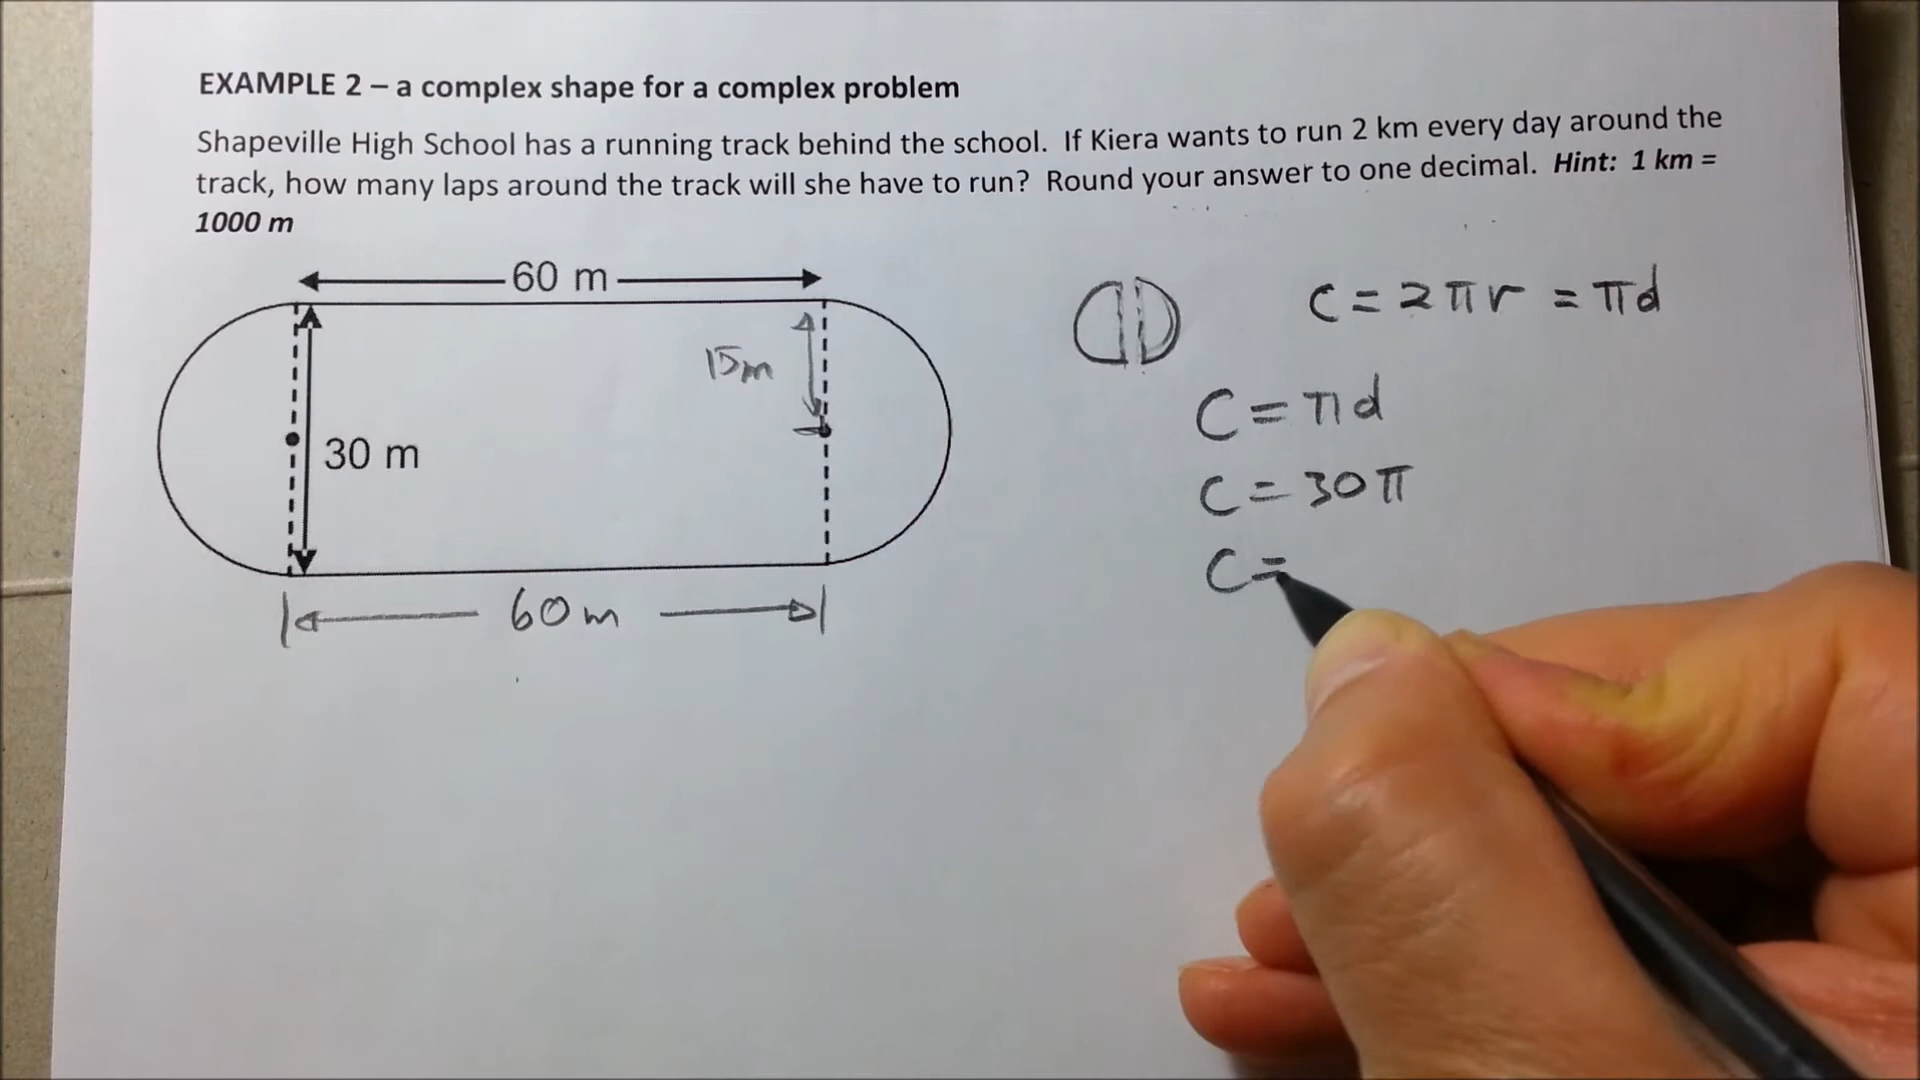 EXAMPLE 2 – a complex shape for a complex problem
Shapeville High School has a running track behind the school. If Kiera wants to run 2 km every day around the
track, how many laps around the track will she have to run? Round your answer to one decimal. Hint: 1 km =
1000 m
60 m
C = 2πr = πd
15m
C = πd
30 m
C = 30π
C =
60m